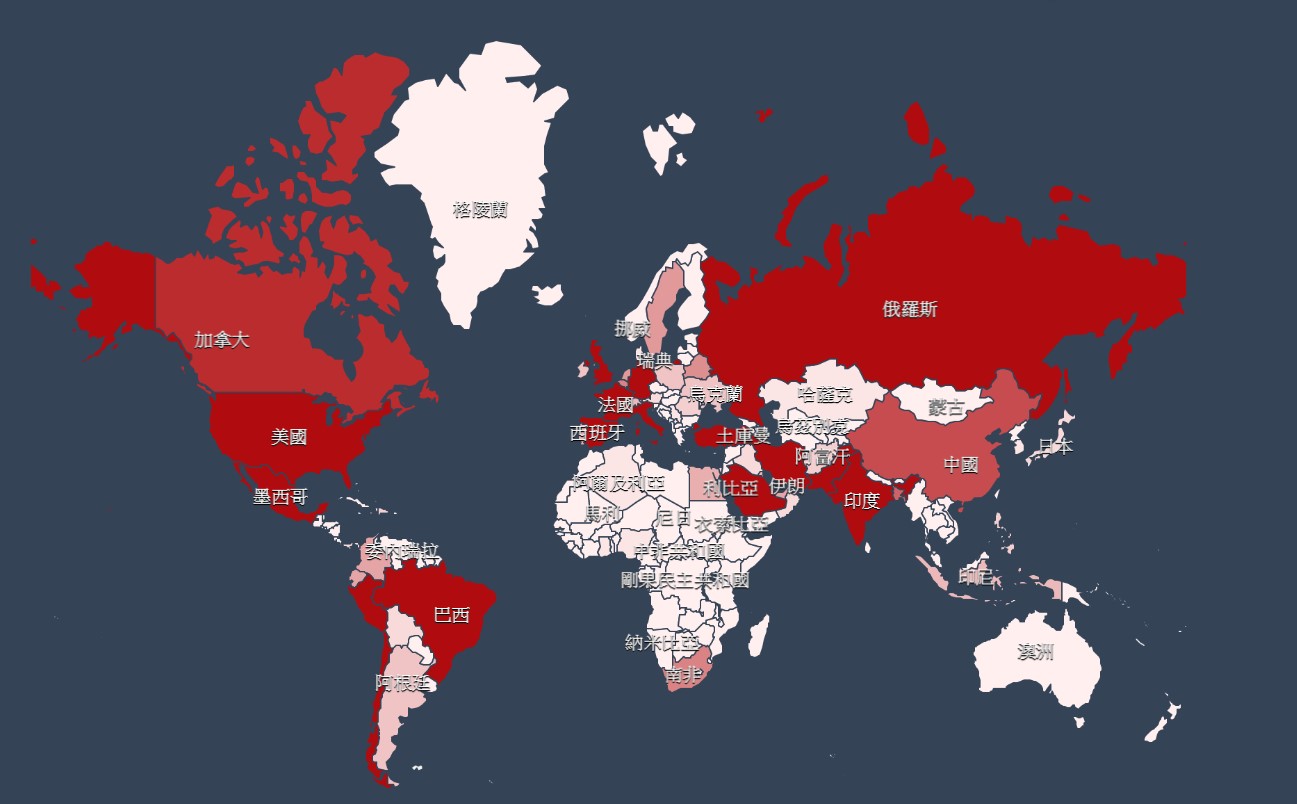 格陵蘭
俄羅斯
挪威
加拿大
瑞典
烏克蘭
哈薩克
法國
蒙古
西班牙
美國
土庫曼
烏茲別克
日本
阿富汗
中國
阿爾及利亞
利比亞
伊朗
墨西哥
印度
馬利
尼日
衣索比亞
委內瑞拉
中非共和國
剛果民主共和國
印尼
巴西
納米比亞
澳洲
南非
阿根廷